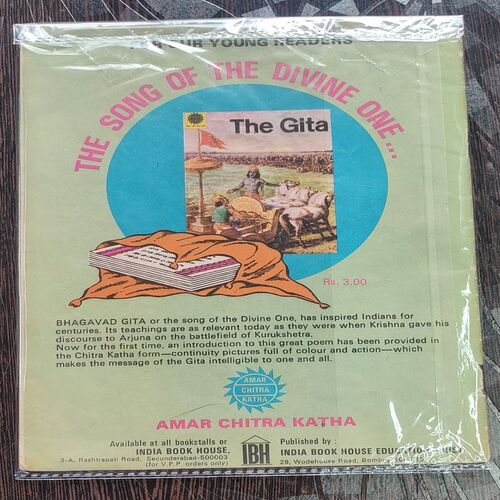 OUR YOUNG READERS
THE SONG OF THE DIVINE ONE...
The Gita
Rs. 3.00
BHAGAVAD GITA or the song of the Divine One, has inspired Indians for
centuries. Its teachings are as relevant today as they were when Krishna gave his
discourse to Arjuna on the battlefield of Kurukshetra.
Now for the first time, an introduction to this great poem has been provided in
the Chitra Katha form—continuity pictures full of colour and action—which
makes the message of the Gita intelligible to one and all.
AMAR
CHITRA
KATHA
AMAR CHITRA KATHA
Available at all bookstalls or
INDIA BOOK HOUSE,
3-A, Rashtrapati Road, Secunderabad-500003
(for V.P.P. orders only)
IBH
Published by :
INDIA BOOK HOUSE EDUCATION
29, Wodehouse Road,